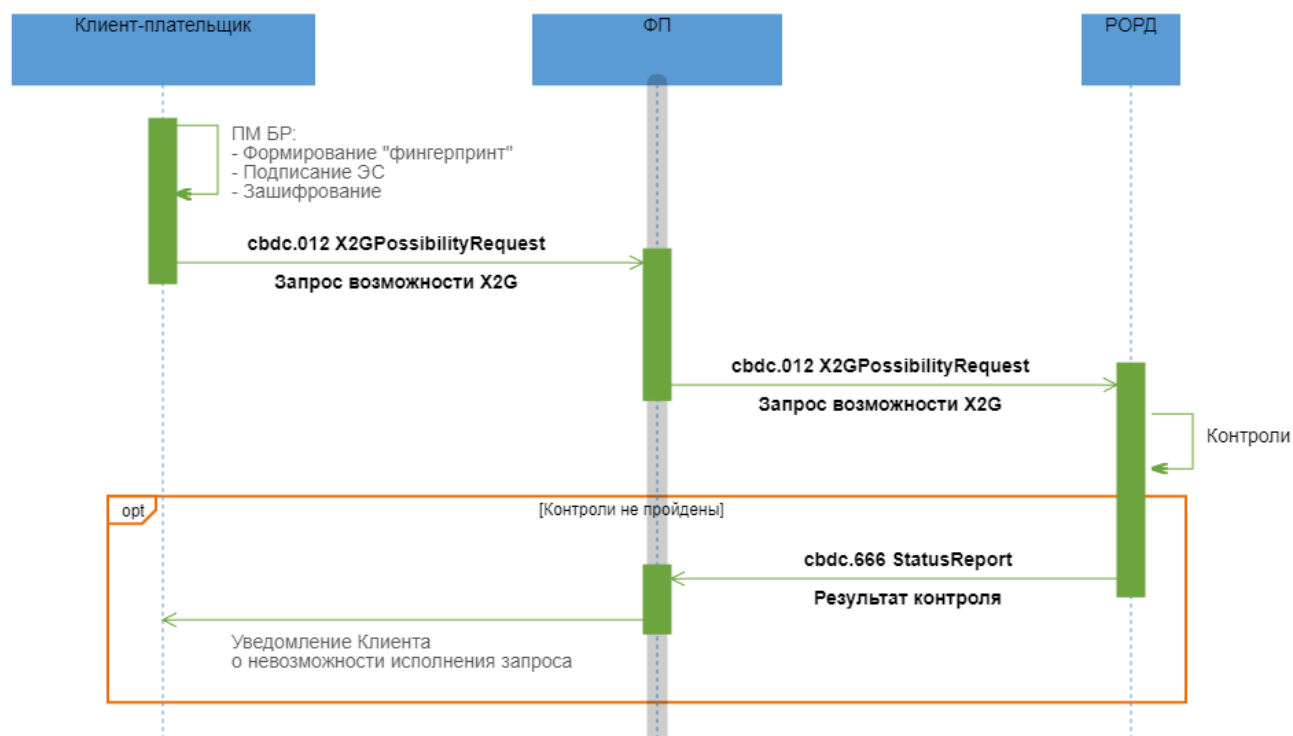 Клиент-плательщик
ФП
РОРД
ПМ БР:
- Формирование "фингерпринт"
- Подписание ЭС
- Зашифрование
cbdc.012 X2GPossibilityRequest
Запрос возможности X2G
cbdc.012 X2GPossibilityRequest
Запрос возможности X2G
Контроли
opt
[Контроли не пройдены]
cbdc.666 StatusReport
Результат контроля
Уведомление Клиента
о невозможности исполнения запроса